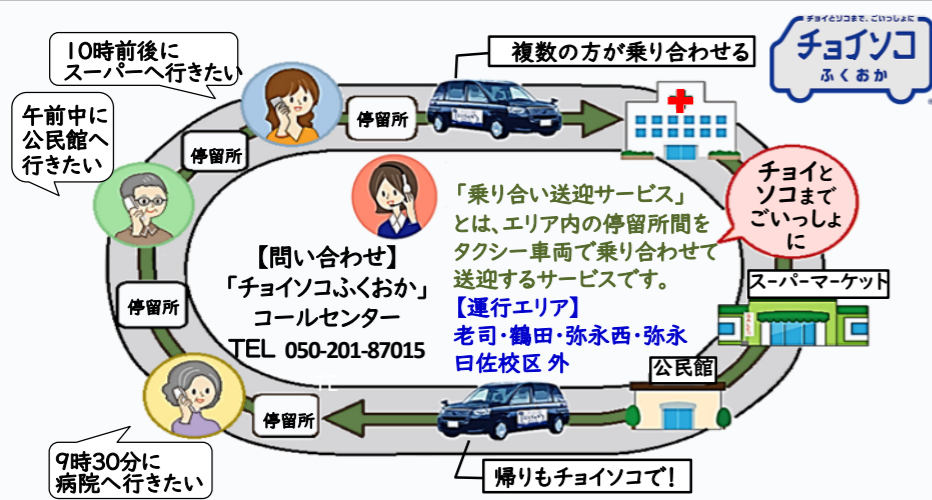 チョイとソコまで、ごいっしょに
チョイソコ
ふくおか
10時前後に
スーパーへ行きたい
複数の方が乗り合わせる
午前中に
公民館へ
行きたい
停留所
停留所
チョイと
ソコまで
ごいっしょ
に
「乗り合い送迎サービス」
とは、エリア内の停留所間を
タクシー車両で乗り合わせて
送迎するサービスです。
【運行エリア】
老司・鶴田・弥永西・弥永
日佐校区 外
【問い合わせ】
「チョイソコふくおか」
コールセンター
TEL 050-201-87015
スーパーマーケット
停留所
公民館
停留所
9時30分に
病院へ行きたい
帰りもチョイソコで!